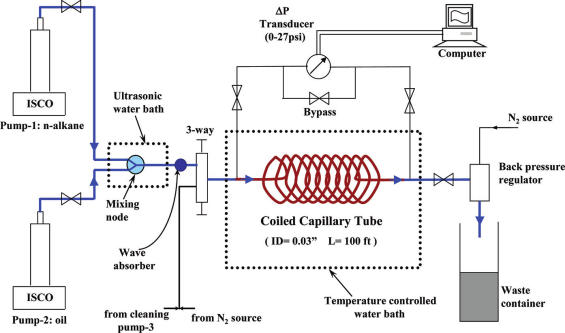 ΔP
Transducer
(0-27psi)
Computer
ISCO
Pump-1: n-alkane
Ultrasonic
water bath
3-way
Bypass
N2 source
Back pressure
regulator
Mixing
node
Wave
absorber
Coiled Capillary Tube
( ID= 0.03” L= 100 ft )
ISCO
Pump-2: oil
from cleaning
pump-3
from N2 source
Temperature controlled
water bath
Waste
container